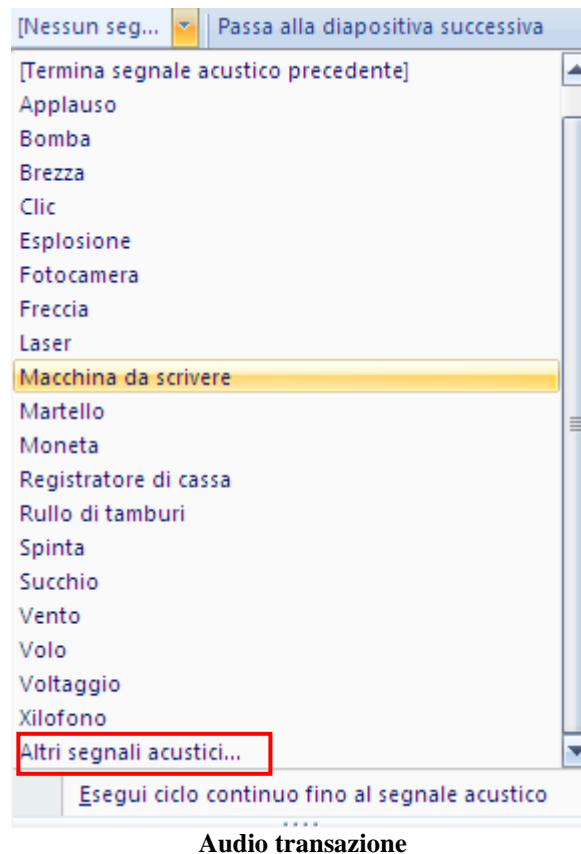 [Nessun seg... Passa alla diapositiva successiva
[Termina segnale acustico precedente]
Applauso
Bomba
Brezza
Clic
Esplosione
Fotocamera
Freccia
Laser
Macchina da scrivere
Martello
Moneta
Registratore di cassa
Rullo di tamburi
Spinta
Succhio
Vento
Volo
Voltaggio
Xilofono
Altri segnali acustici...
Esegui ciclo continuo fino al segnale acustico
Audio transazione